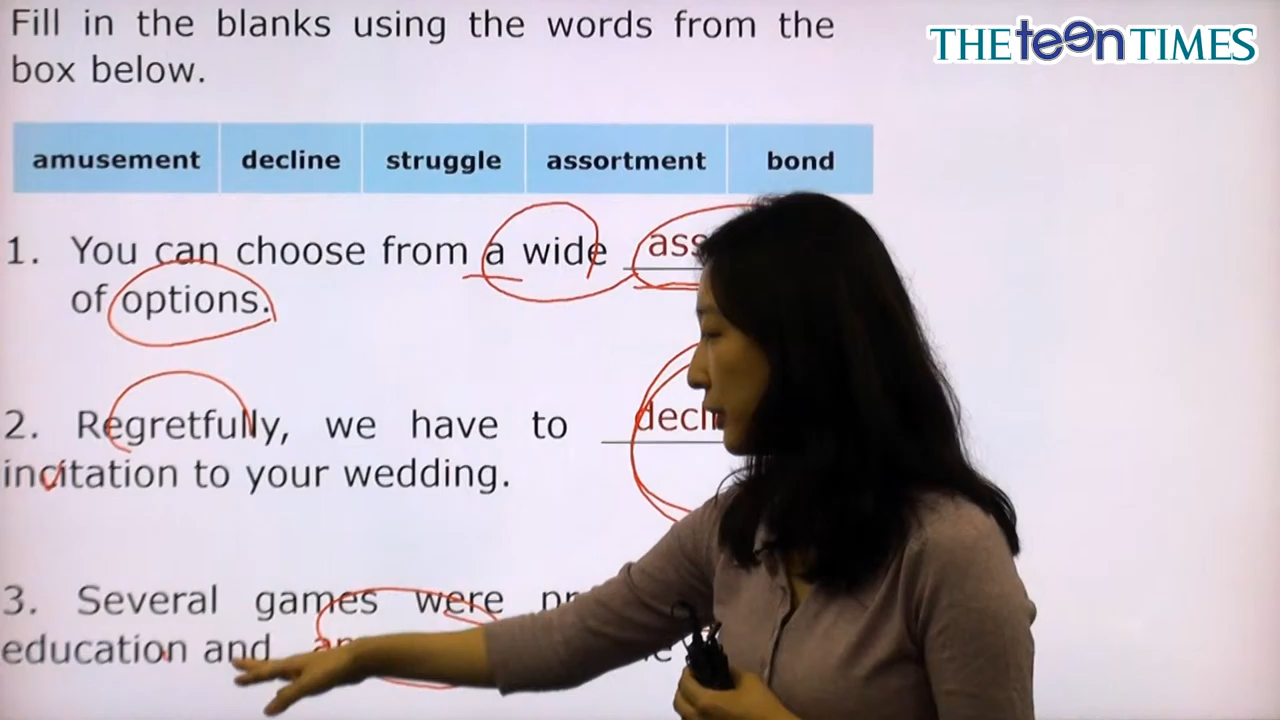 THE teen TIMES
Fill in the blanks using the words from the
box below.
amusement decline struggle assortment bond
1. You can choose from a wide
of options.
2. Regretfully, we have to
incitation to your wedding.
3. Several games were
education and